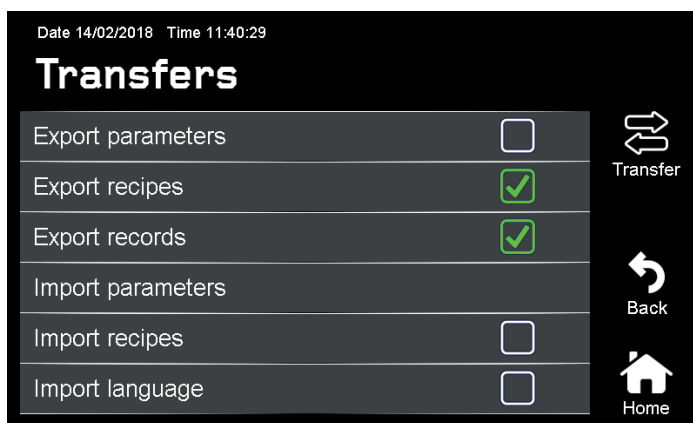 Date 14/02/2018 Time 11:40:29
Transfers
Export parameters
Export recipes
Export records
Import parameters
Import recipes
Import language
Transfer
Back
Home